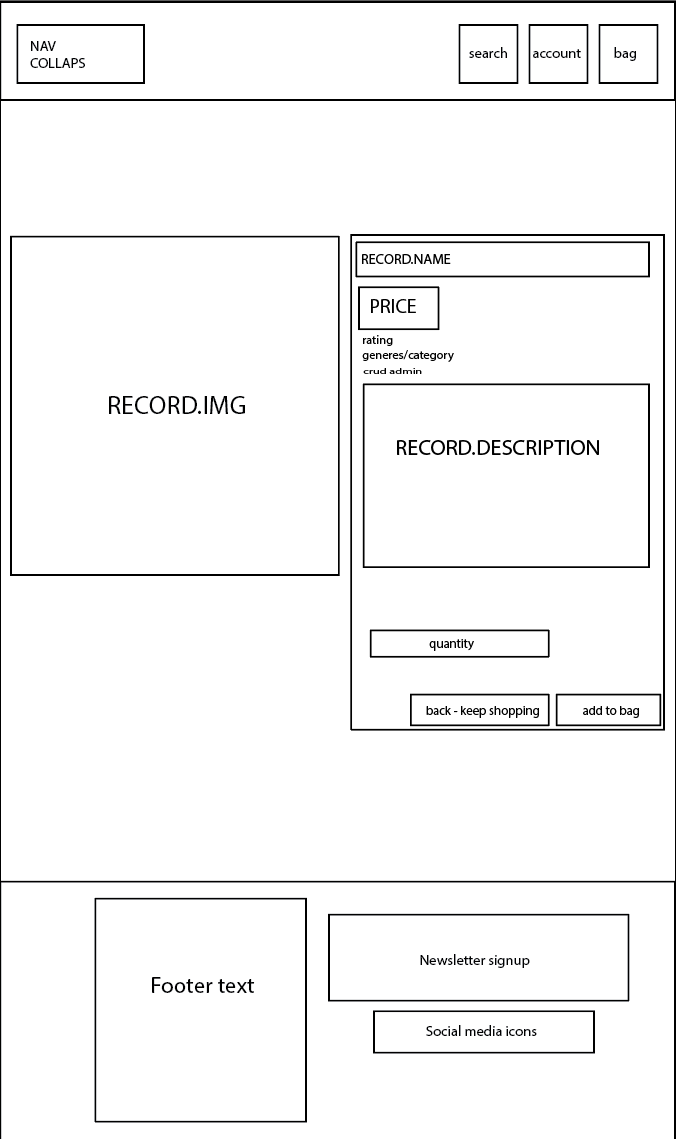 NAV
COLLAPS
search
account
bag
RECORD.IMG
RECORD.NAME
PRICE
rating
generes/category
crud admin
RECORD.DESCRIPTION
quantity
back - keep shopping
add to bag
Footer text
Newsletter signup
Social media icons